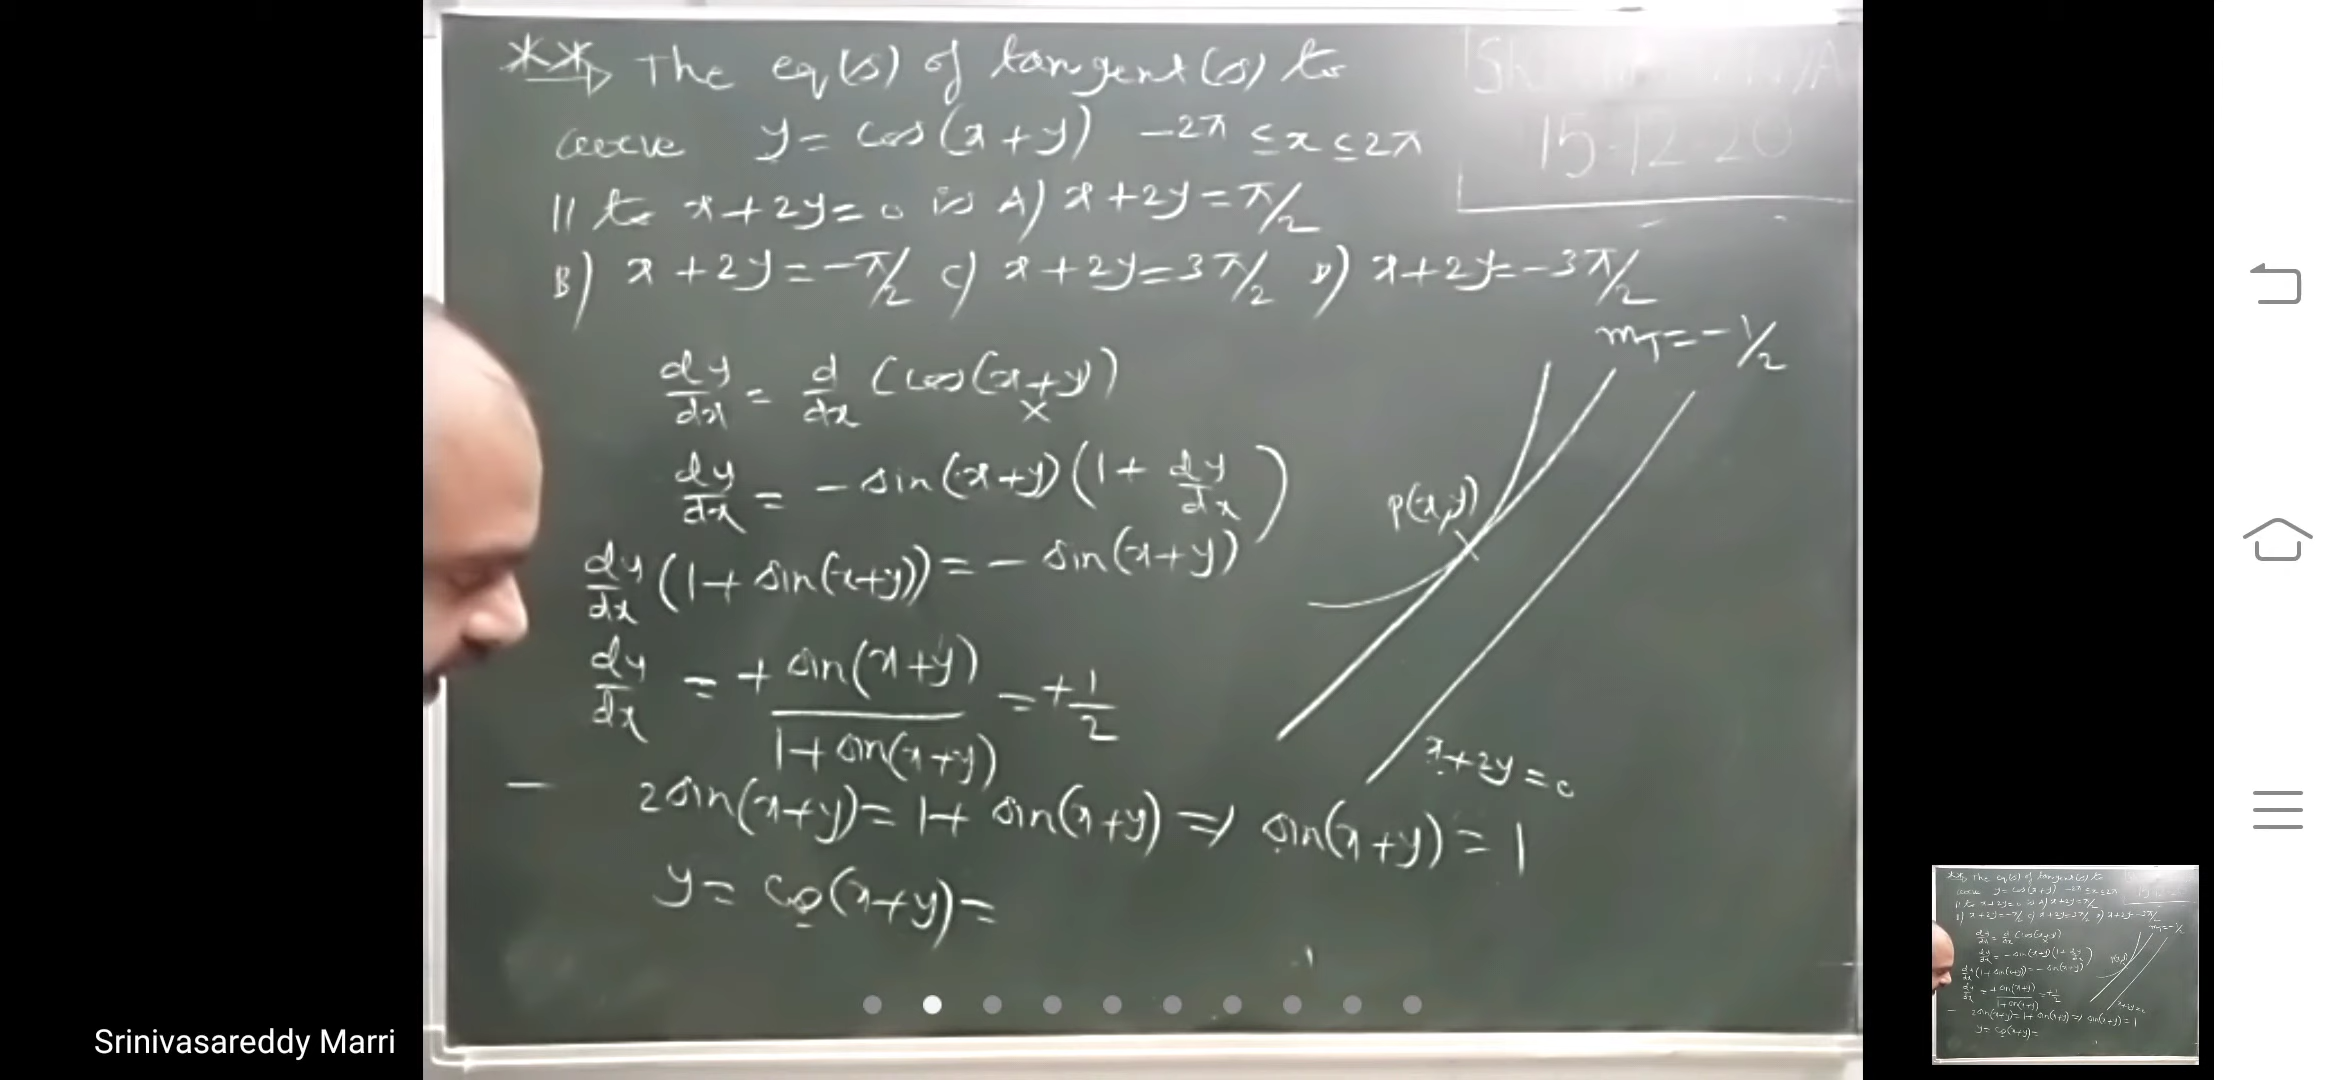 The eq(s) of tangent(s) to
curve y = cos(x+y) -2π ≤ x ≤ 2π
|| to x+2y=0 is A) x+2y=π/2
B) x+2y=-π/2 C) x+2y=3π/2 D) x+2y=-3π/2
15-12-20
m_T = -1/2
dy/dx = d/dx (cos(x+y))
dy/dx = -sin(x+y)(1+ dy/dx)
dy/dx (1+ sin(x+y)) = - sin(x+y)
P(x,y)
dy/dx = + sin(x+y) / 1+ sin(x+y) = + 1/2
x+2y=0
2sin(x+y)= 1+ sin(x+y) ⇒ sin(x+y) = 1
y = cos(x+y) =
Srinivasareddy Marri